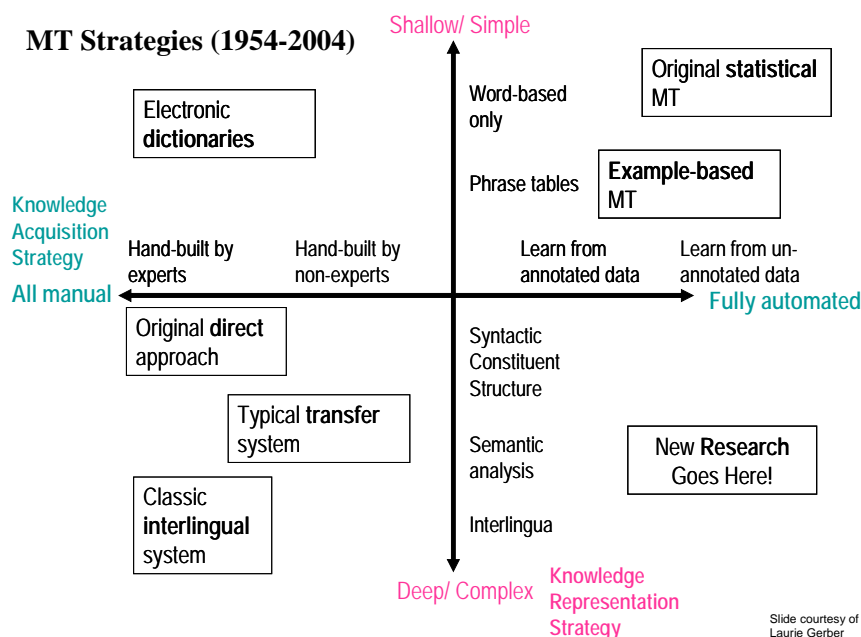 MT Strategies (1954-2004)
Shallow/ Simple
Electronic
dictionaries
Word-based
only
Original statistical
MT
Phrase tables
Example-based
MT
Knowledge
Acquisition
Strategy
All manual
Hand-built by
experts
Hand-built by
non-experts
Learn from
annotated data
Learn from un-
annotated data
Fully automated
Original direct
approach
Syntactic
Constituent
Structure
Typical transfer
system
Semantic
analysis
New Research
Goes Here!
Classic
interlingual
system
Interlingua
Deep/ Complex
Knowledge
Representation
Strategy
Slide courtesy of
Laurie Gerber